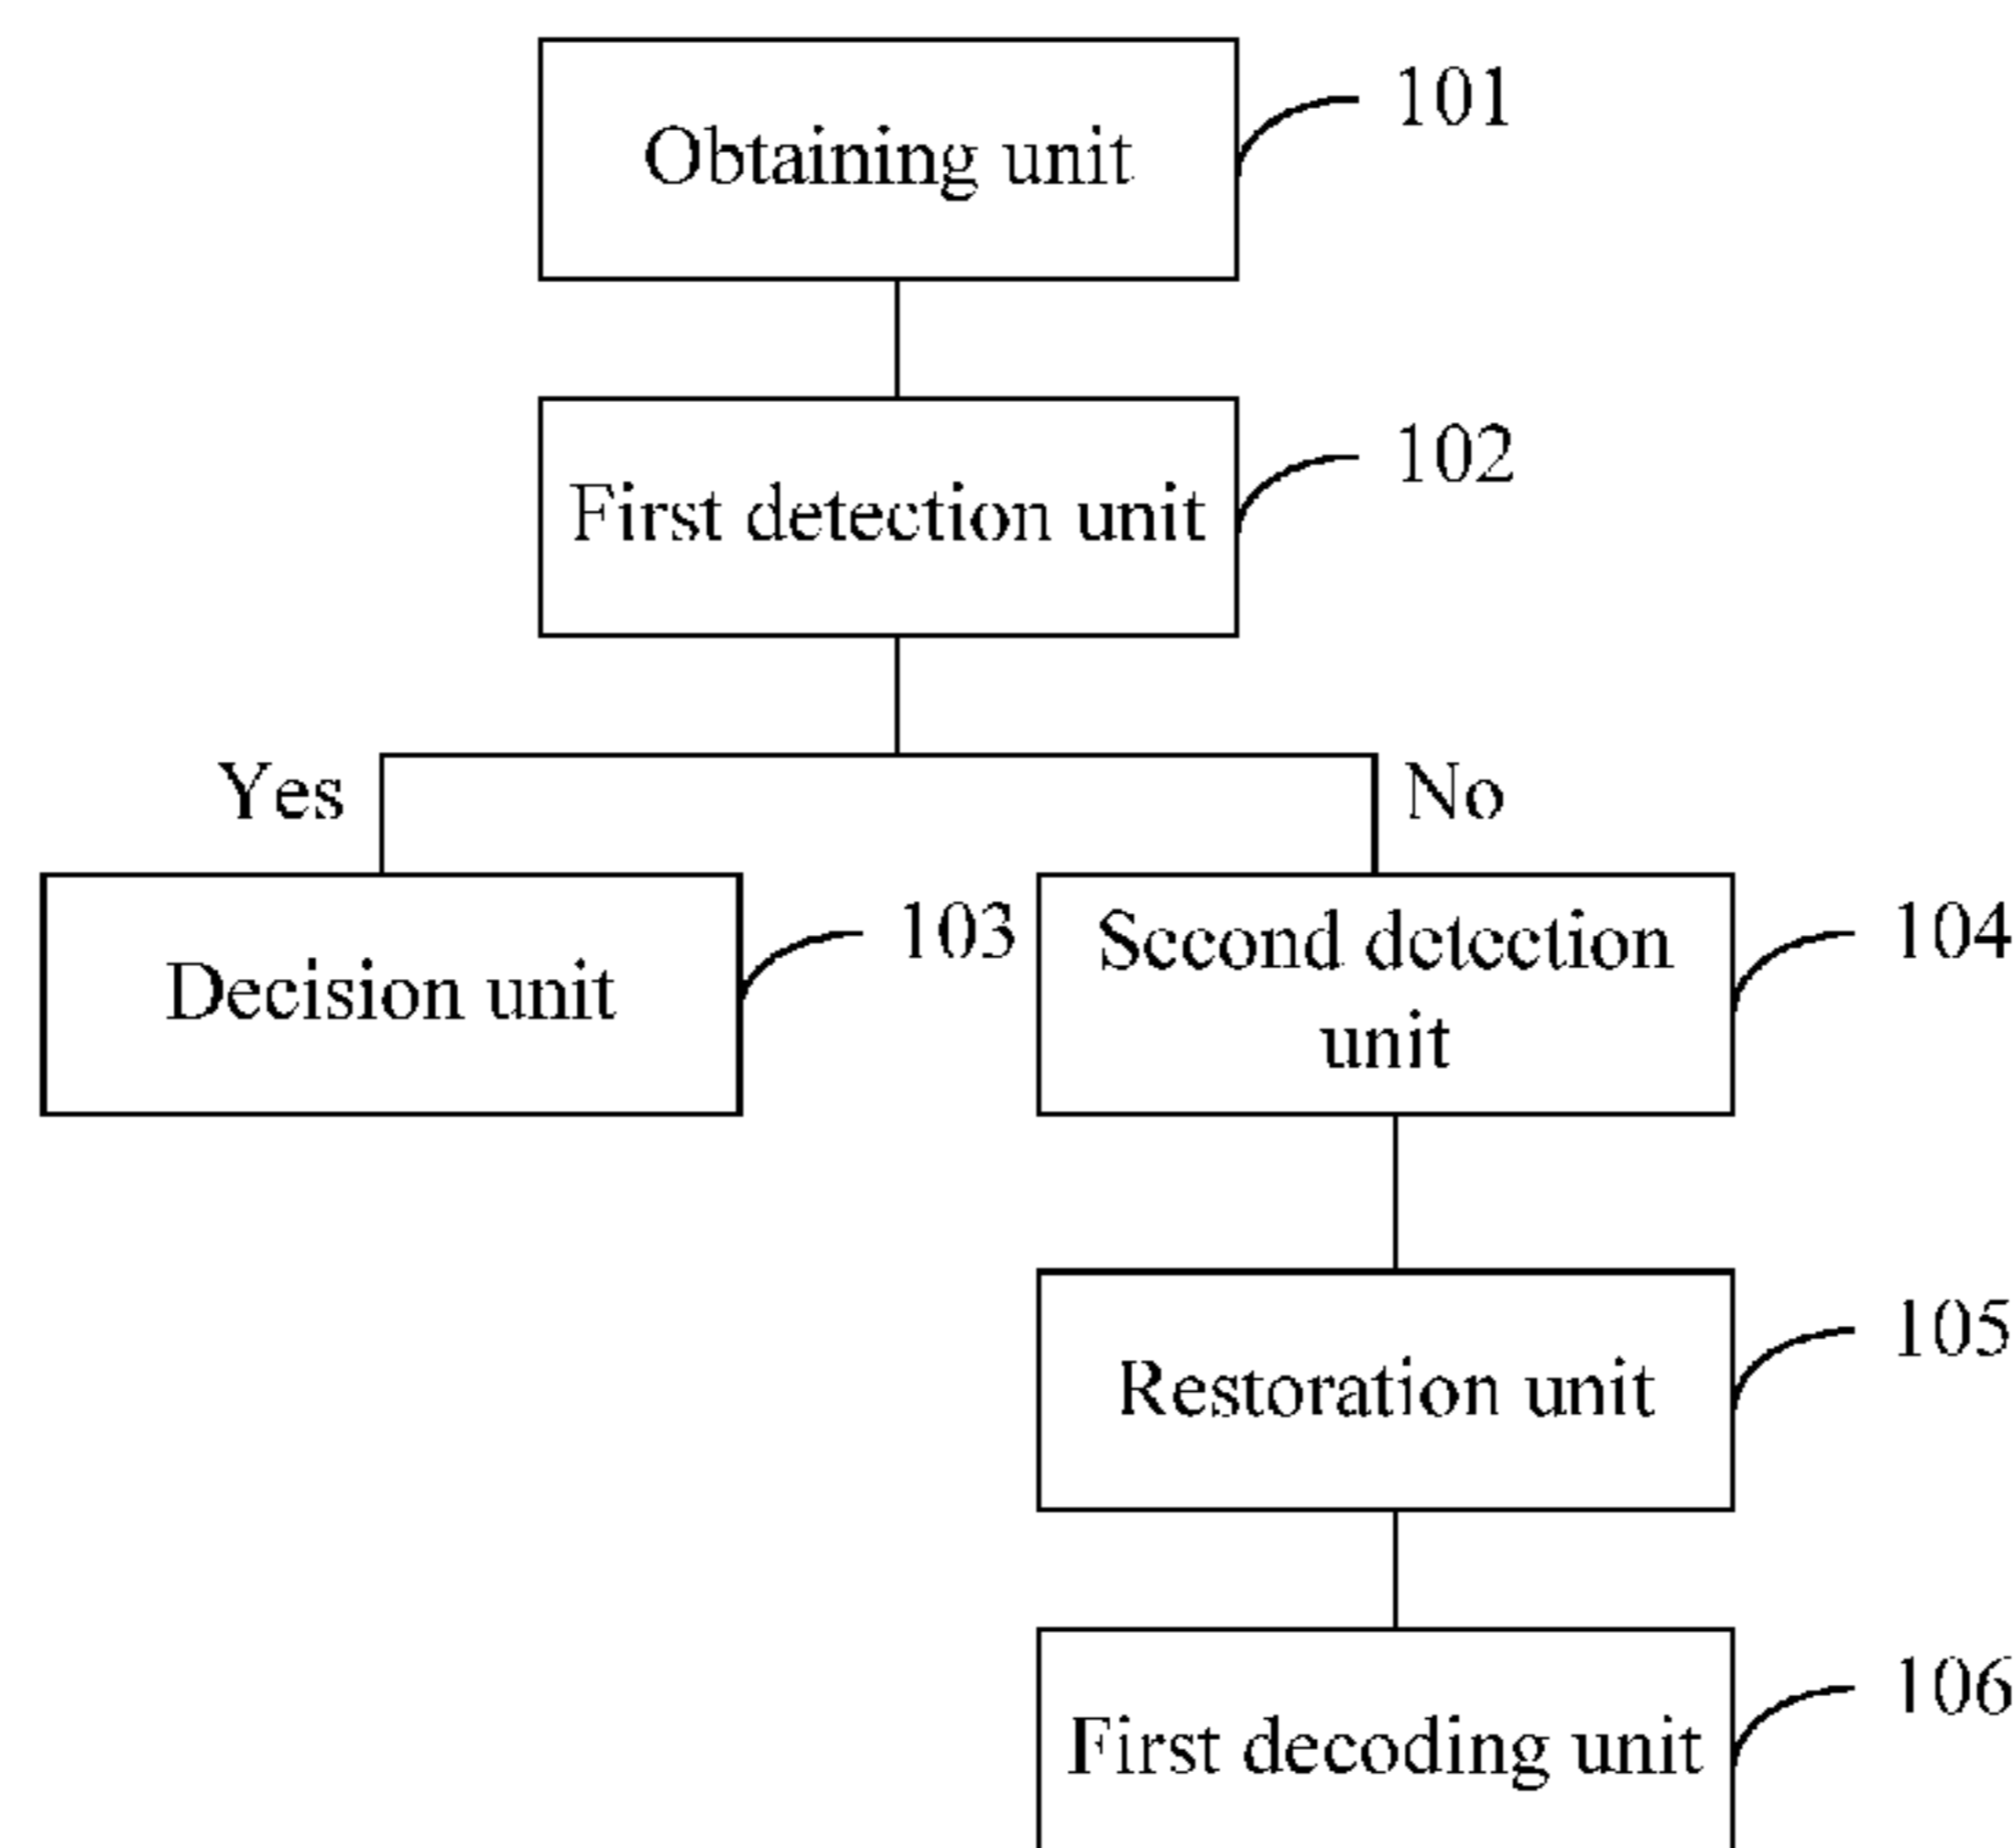 Obtaining unit
101
First detection unit
102
Yes
No
Decision unit
103
Second detection
unit
104
Restoration unit
105
First decoding unit
106